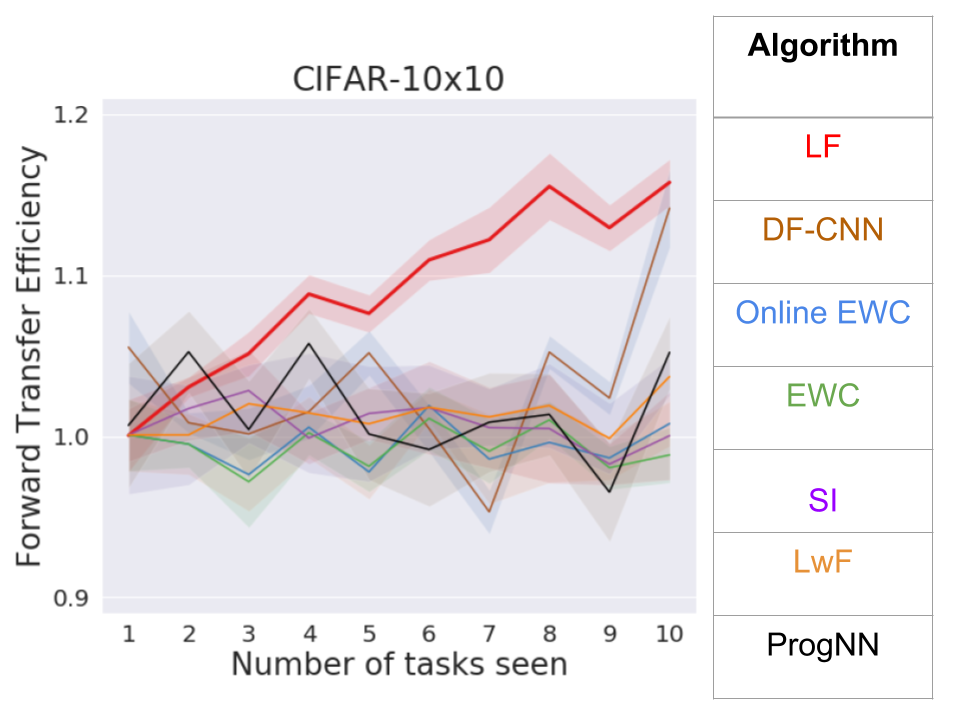 CIFAR-10x10
Forward Transfer Efficiency
1.2
1.1
1.0
0.9
1 2 3 4 5 6 7 8 9 10
Number of tasks seen
Algorithm
LF
DF-CNN
Online EWC
EWC
SI
LwF
ProgNN